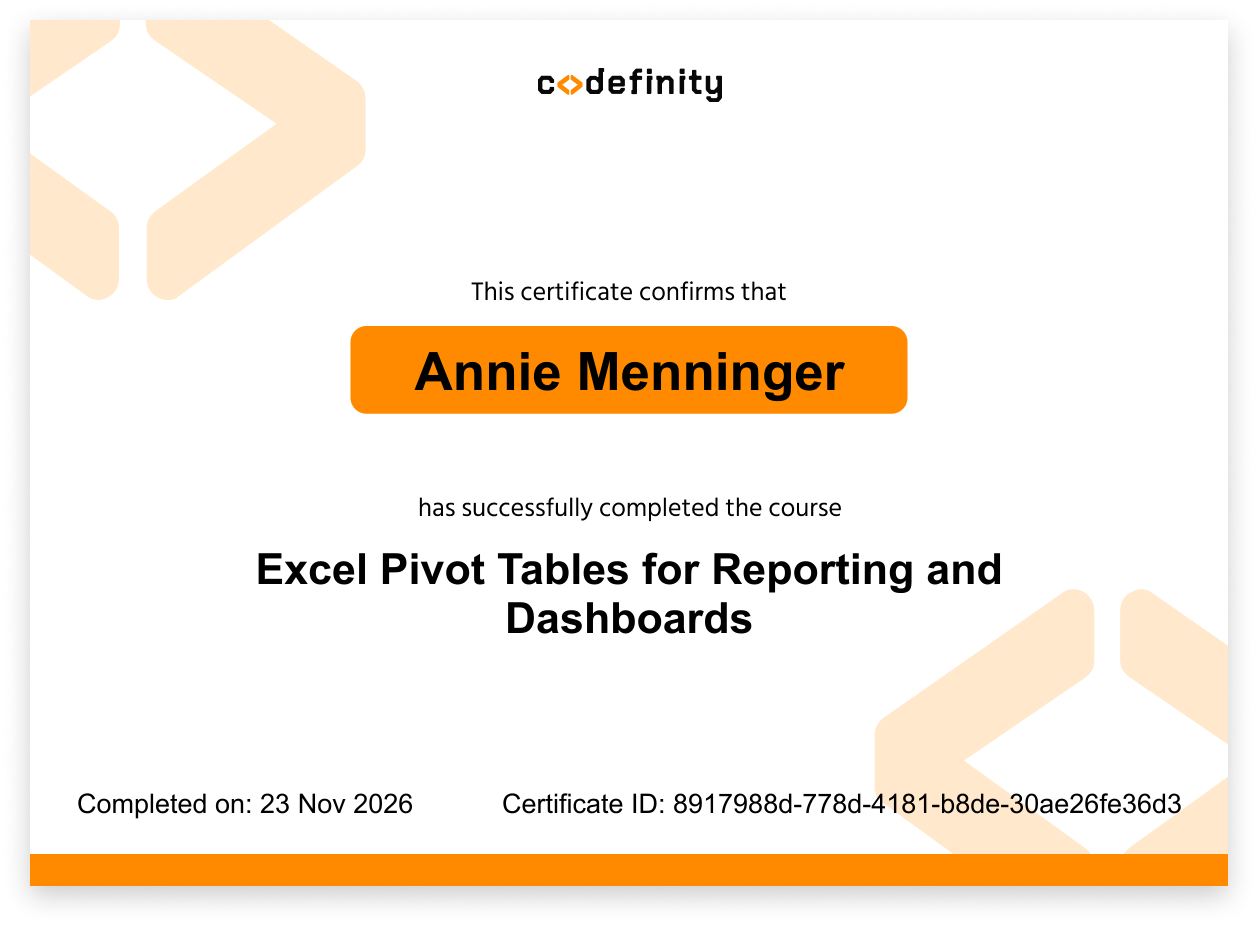 codefinity
This certificate confirms that
Annie Menninger
has successfully completed the course
Excel Pivot Tables for Reporting and
Dashboards
Completed on: 23 Nov 2026
Certificate ID: 8917988d-778d-4181-b8de-30ae26fe36d3